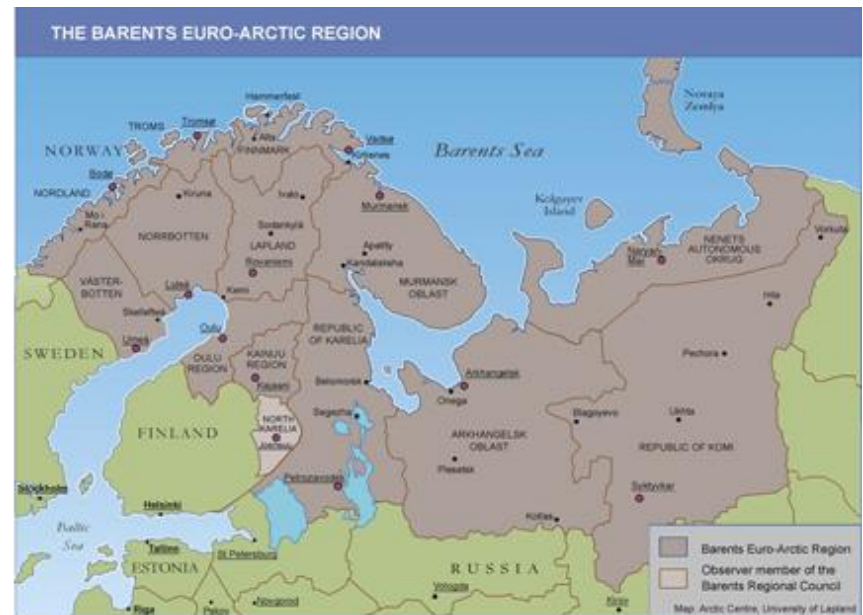 THE BARENTS EURO-ARCTIC REGION
Hammerfest
Novaya
Zemlya
TROMS
Tromsø
Alta
FINNMARK
Vadsø
Kirkenes
NORWAY
Barents Sea
Bodø
NORDLAND
Kiruna
Ivalo
Murmansk
Kolguyev
Island
Mo i
Rana
NORRBOTTEN
Sodankylä
LAPLAND
Apatity
Kandalaksha
Rovaniemi
MURMANSK
OBLAST
Naryan
Mar
NENETS
AUTONOMOUS
OKRUG
Vorkuta
VÄSTER-
BOTTEN
Luleå
Kemi
Inta
Skellefteå
Oulu
REPUBLIC
OF KARELIA
SWEDEN
Umeå
OULU
REGION
KAINUU
REGION
Kajaani
Belomorsk
Arkhangelsk
Onega
Pechora
FINLAND
NORTH
KARELIA
Joensuu
Segezha
Blagoyevo
Ukhta
ARKHANGELSK
OBLAST
REPUBLIC OF KOMI
Plesetsk
Petrozavodsk
Syktyvkar
Stockholm
Helsinki
Kotlas
Baltic
Sea
Tallinn
St Petersburg
ESTONIA
RUSSIA
Barents Euro-Arctic Region
Observer member of the
Barents Regional Council
Riga
Pskov
Novgorod
Vologda
Kirov
Map: Arctic Centre, University of Lapland